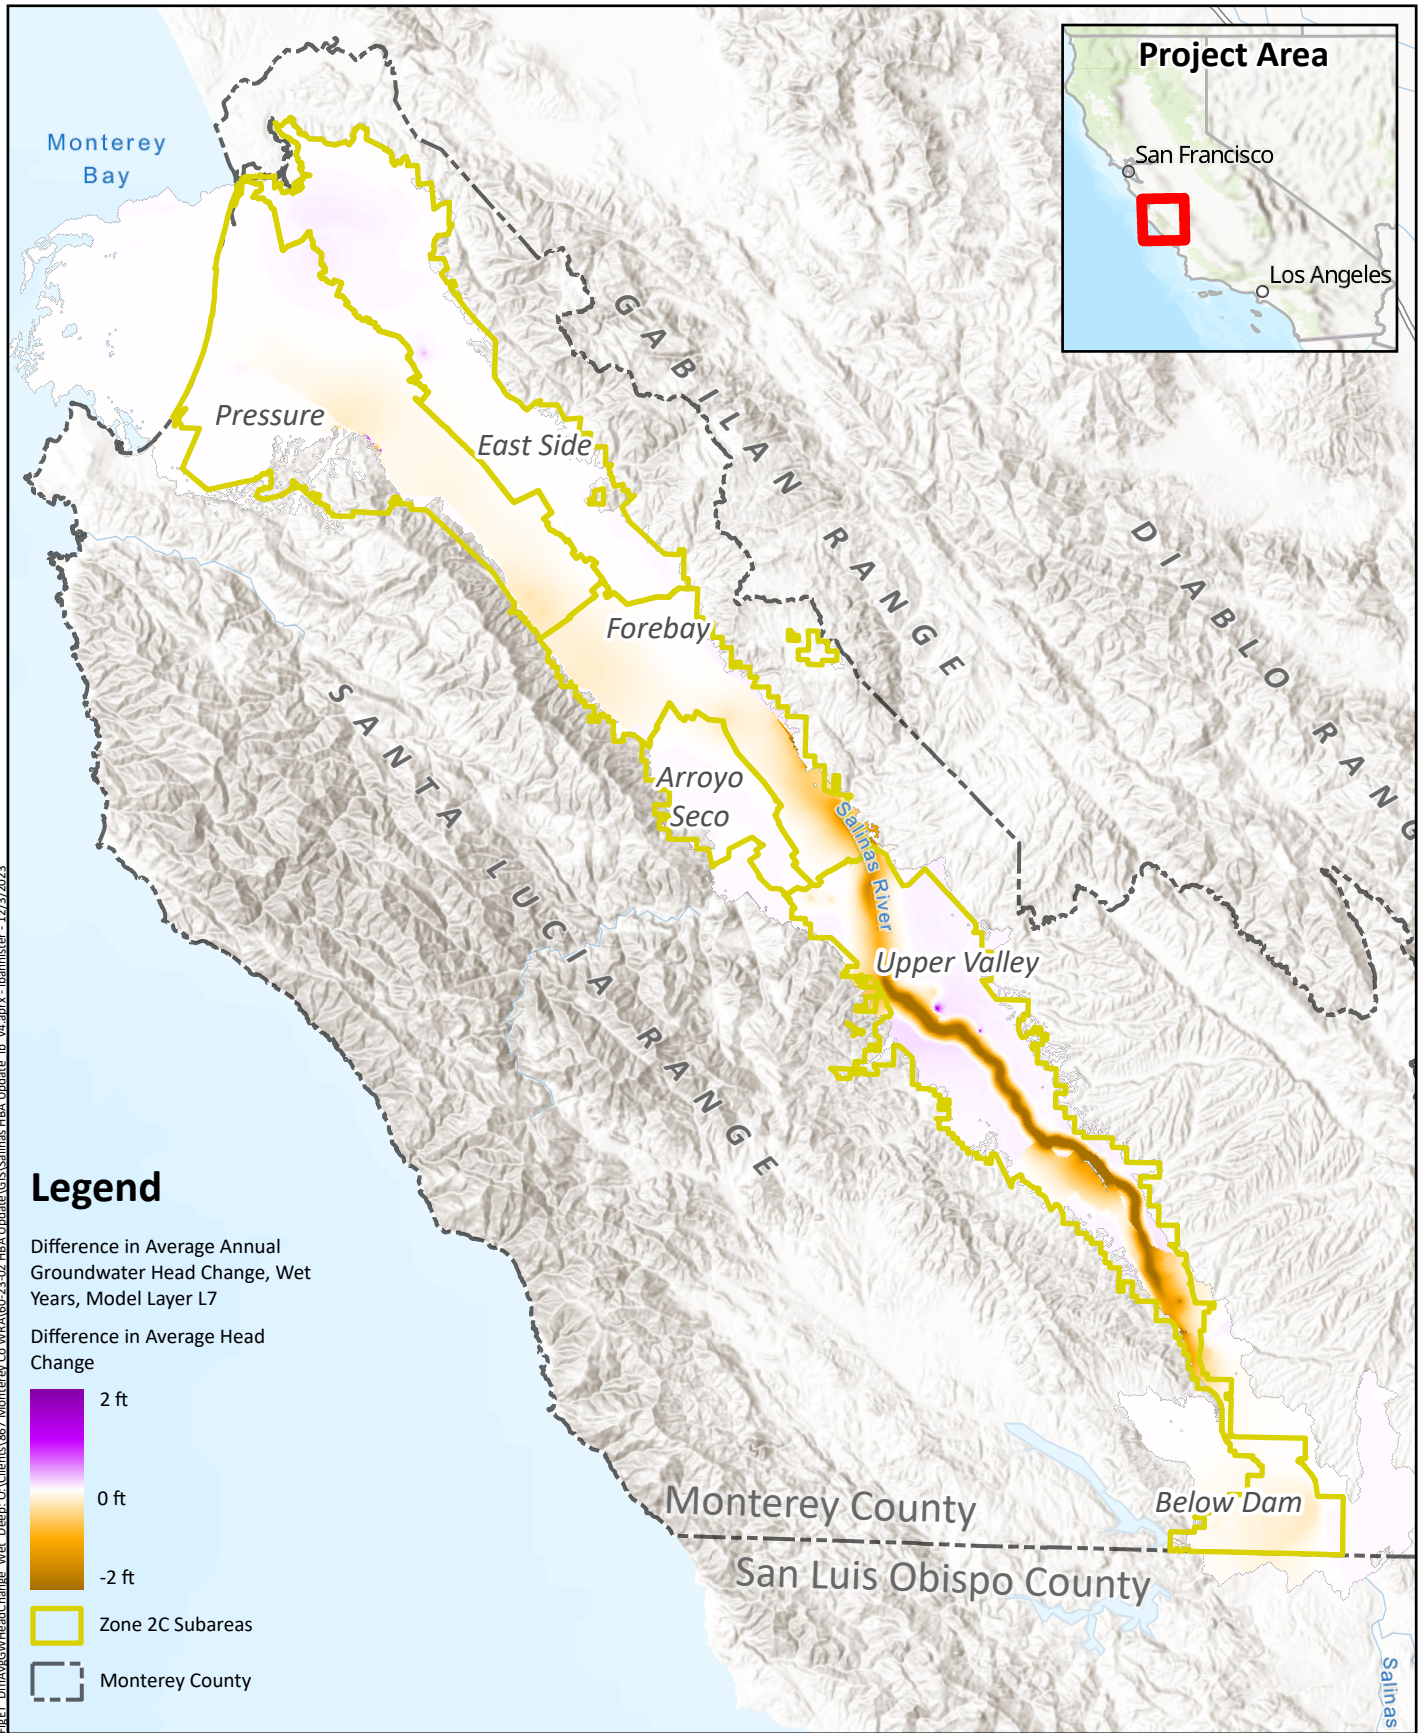 Project Area
San Francisco
Los Angeles
Monterey
Bay
GABILAN RANGE
DIABLO RANG
Pressure
East Side
Forebay
Arroyo
Seco
Salinas River
Upper Valley
SANTA LUCIA RANGE
Below Dam
Monterey County
San Luis Obispo County
Salinas
Legend
Difference in Average Annual
Groundwater Head Change, Wet
Years, Model Layer L7
Difference in Average Head
Change
2 ft
0 ft
-2 ft
Zone 2C Subareas
Monterey County